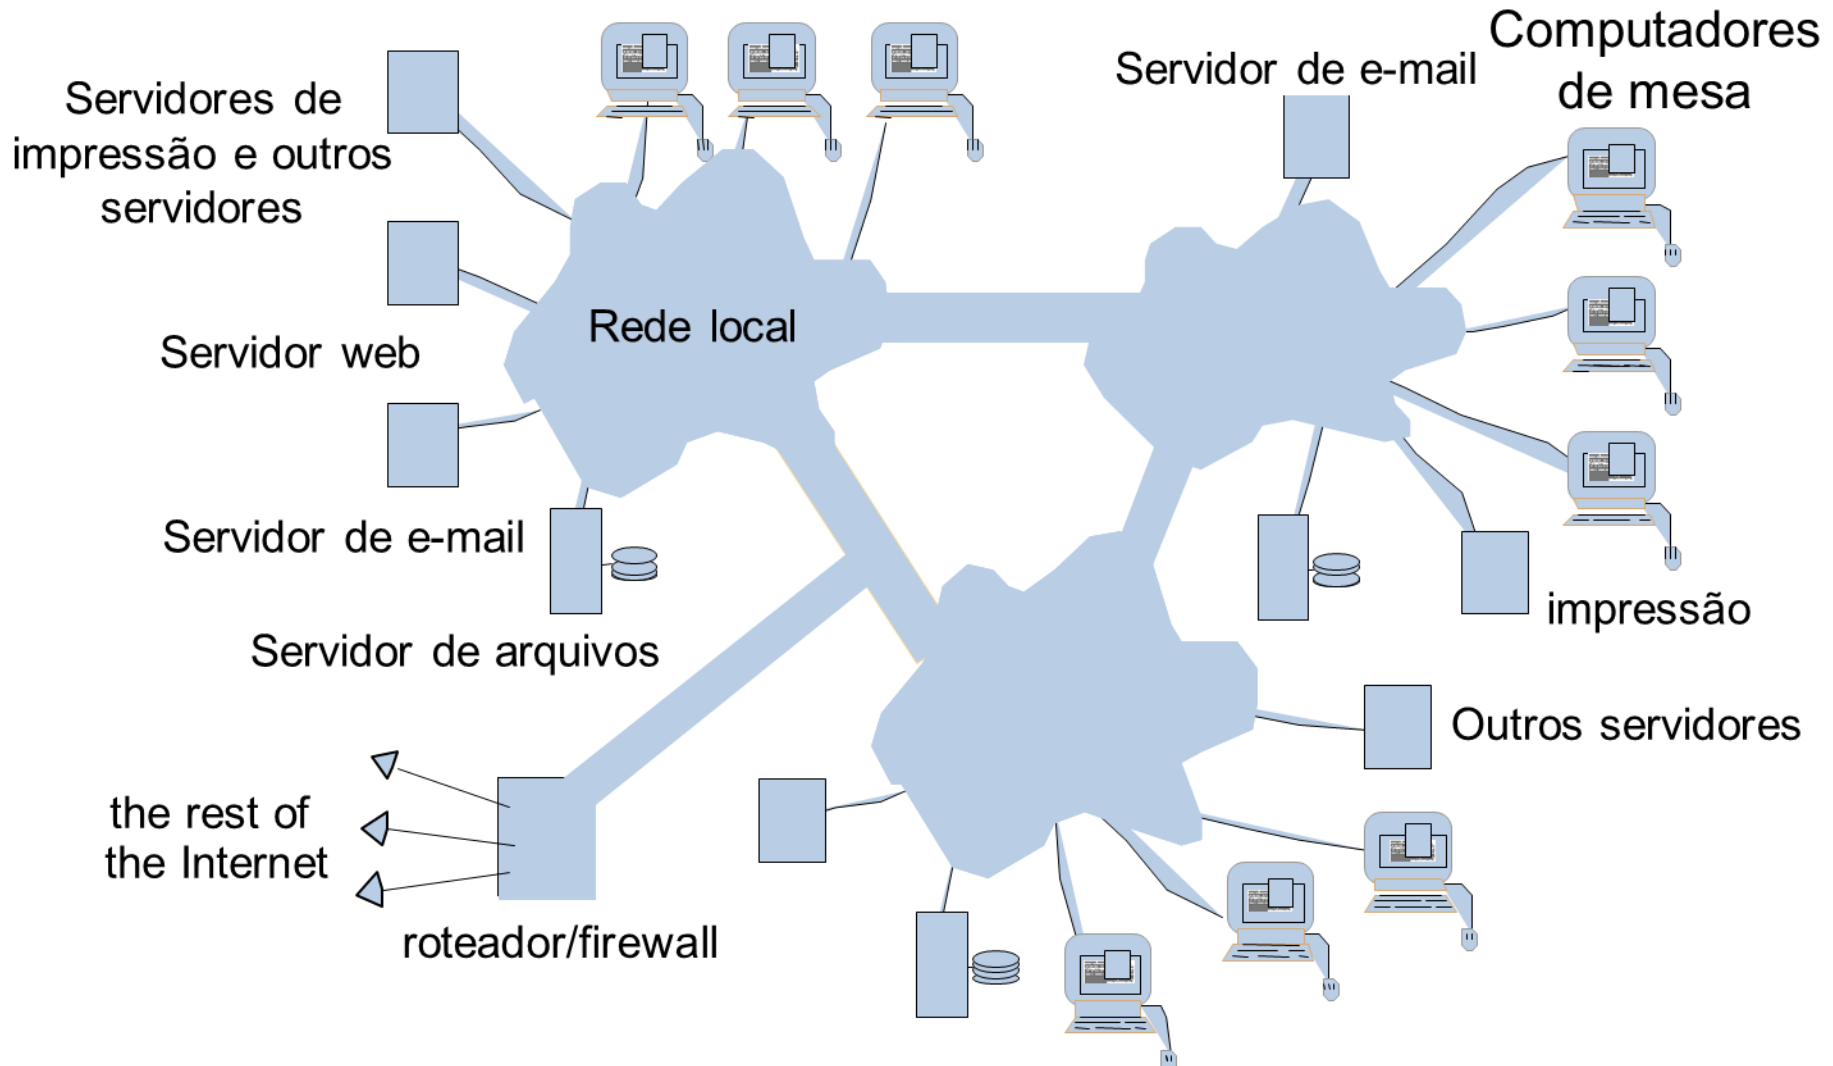 Computadores
de mesa
Servidor de e-mail
Servidores de
impressão e outros
servidores
Rede local
Servidor web
Servidor de e-mail
Servidor de arquivos
impressão
Outros servidores
the rest of
the Internet
roteador/firewall